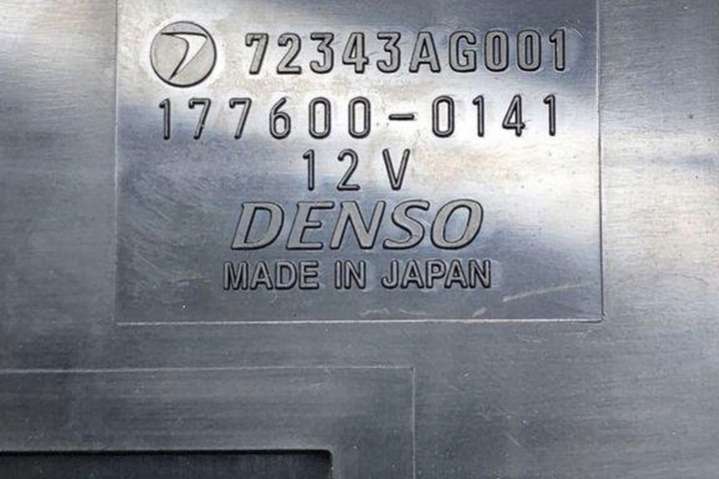 72343AG001
177600-0141
12V
DENSO
MADE IN JAPAN